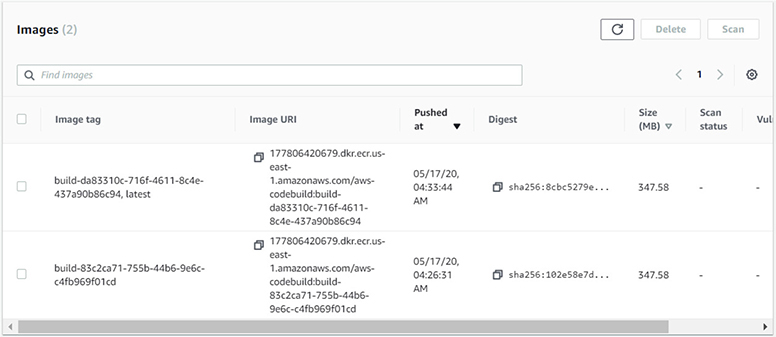 Images (2)
Delete
Scan
Find images
1
Image tag
Image URI
Pushed
at
Digest
Size
(MB)
Scan
status
Vul
build-da83310c-716f-4611-8c4e-
437a90b86c94, latest
177806420679.dkr.ecr.us-
east-
1.amazonaws.com/aws-
codebuild:build-
da83310c-716f-4611-
8c4e-437a90b86c94
05/17/20,
04:33:44
AM
sha256:8cbc5279e...
347.58
-
-
build-83c2ca71-755b-44b6-9e6c-
c4fb969f01cd
177806420679.dkr.ecr.us-
east-
1.amazonaws.com/aws-
codebuild:build-
83c2ca71-755b-44b6-
9e6c-c4fb969f01cd
05/17/20,
04:26:31
AM
sha256:102e58e7d...
347.58
-
-